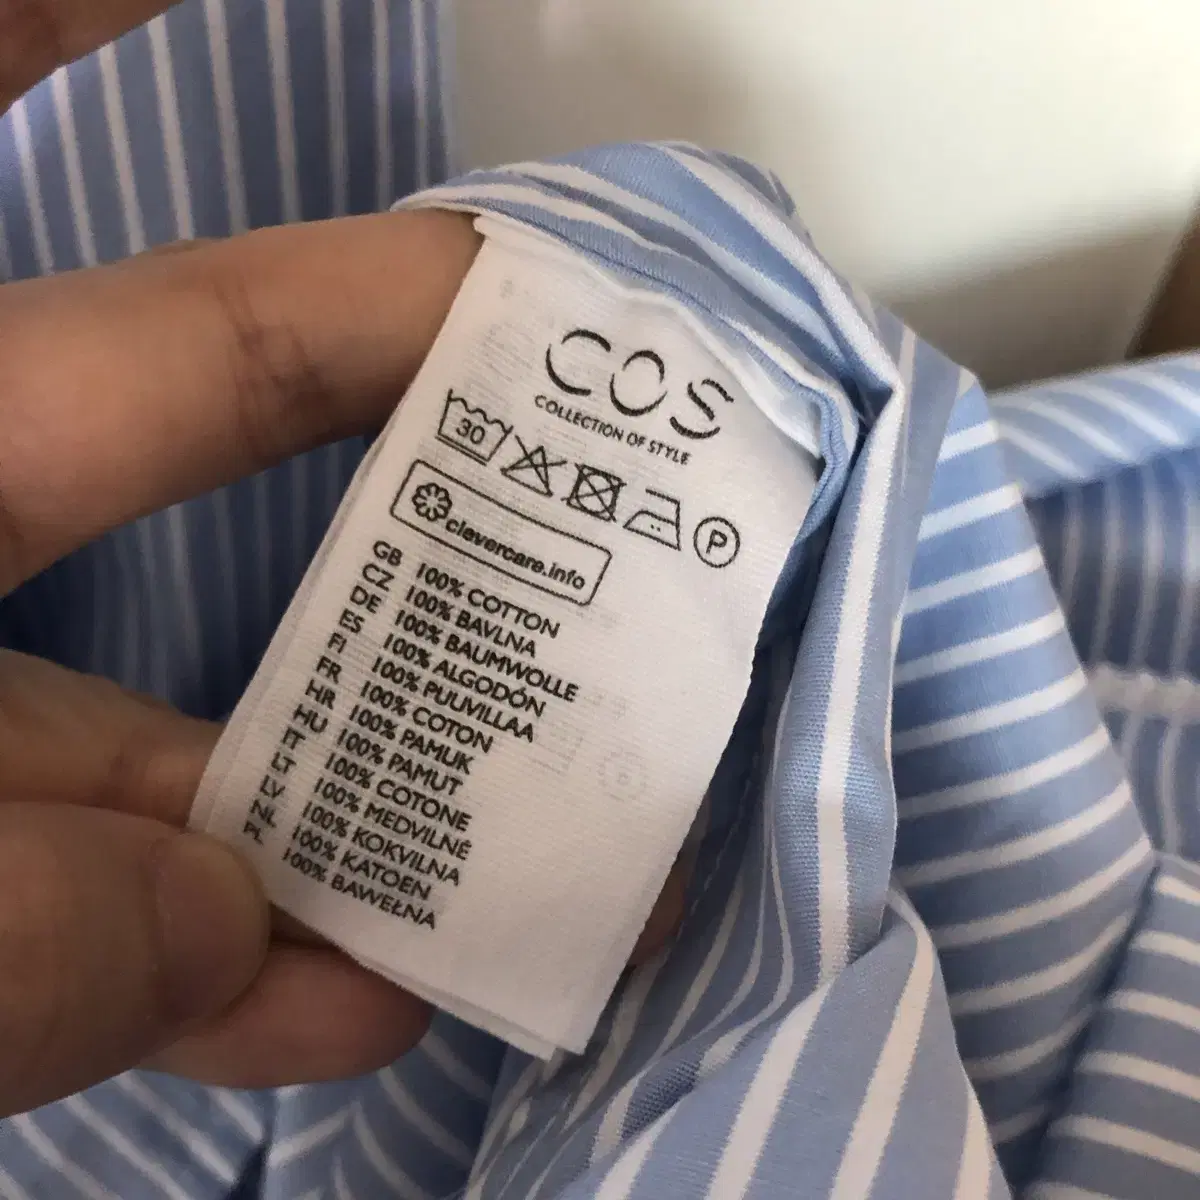 COS
COLLECTION OF STYLE
30
P
clevercare.info
GB 100% COTTON
CZ 100% BAVLNA
DE 100% BAUMWOLLE
ES 100% ALGODÓN
FI 100% PUUVILLAA
FR 100% COTON
HR 100% PAMUK
HU 100% PAMUT
IT 100% COTONE
LT 100% MEDVILNĖ
LV 100% KOKVILNA
NL 100% KATOEN
PL 100% BAWEŁNA